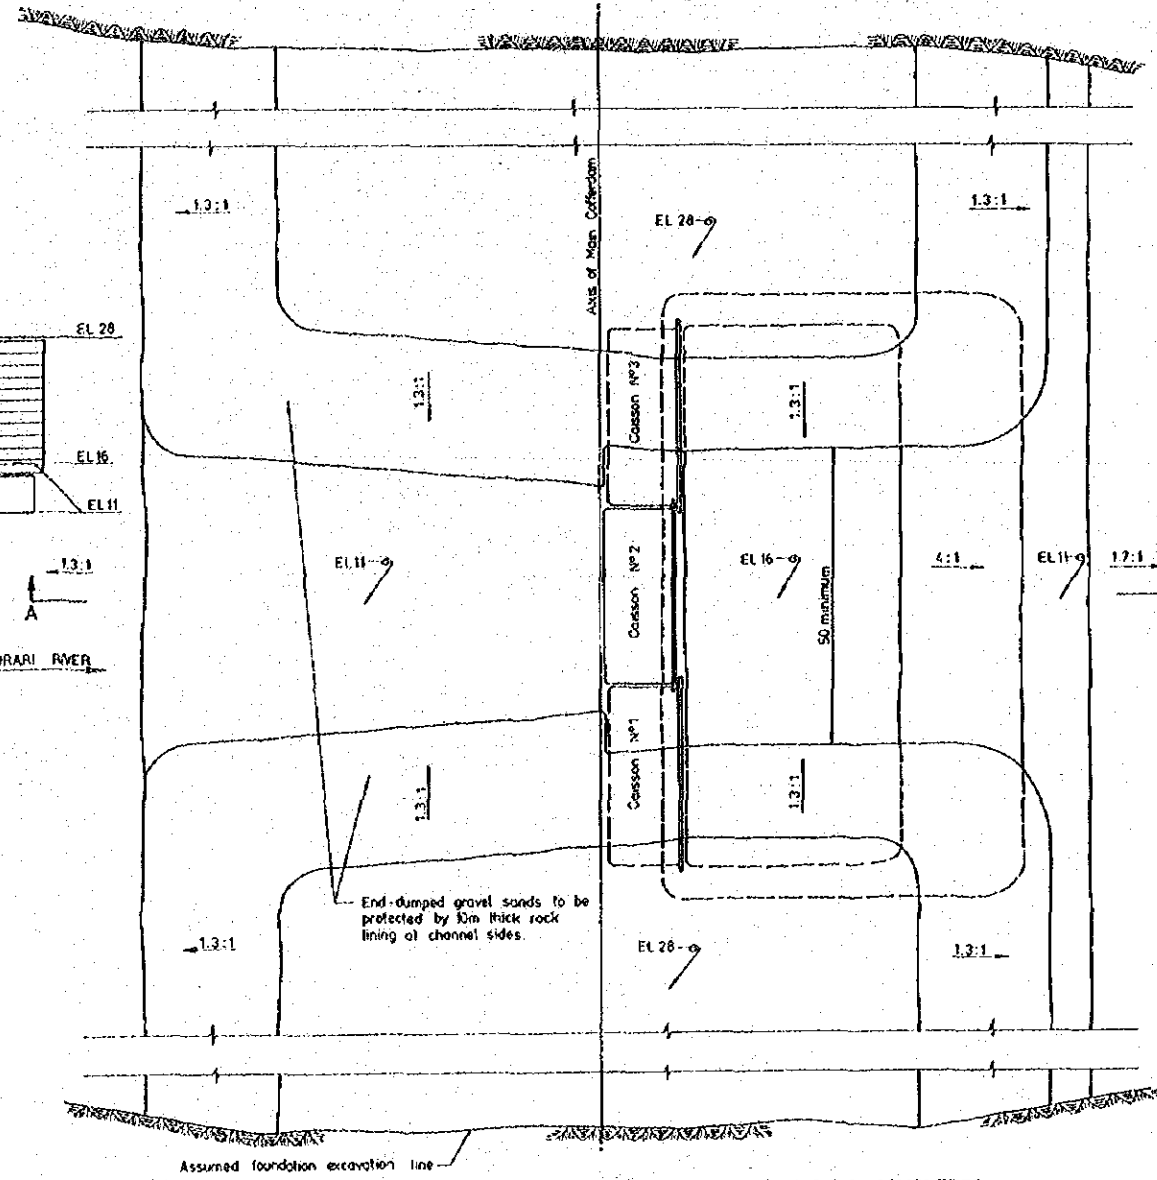 Axis of Main Cofferdam
1.3:1
EL 28
1.3:1
EL 28
Caisson Nº3
1.3:1
1.3:1
EL 16
EL 11
1.3:1
A
RARI RIVER
EL 11
Caisson Nº2
EL 16
50 minimum
4:1
EL 11
1.7:1
Caisson Nº1
1.3:1
1.3:1
End-dumped gravel sands to be
protected by 10m thick rock
lining at channel sides.
1.3:1
EL 28
1.3:1
Assumed foundation excavation line